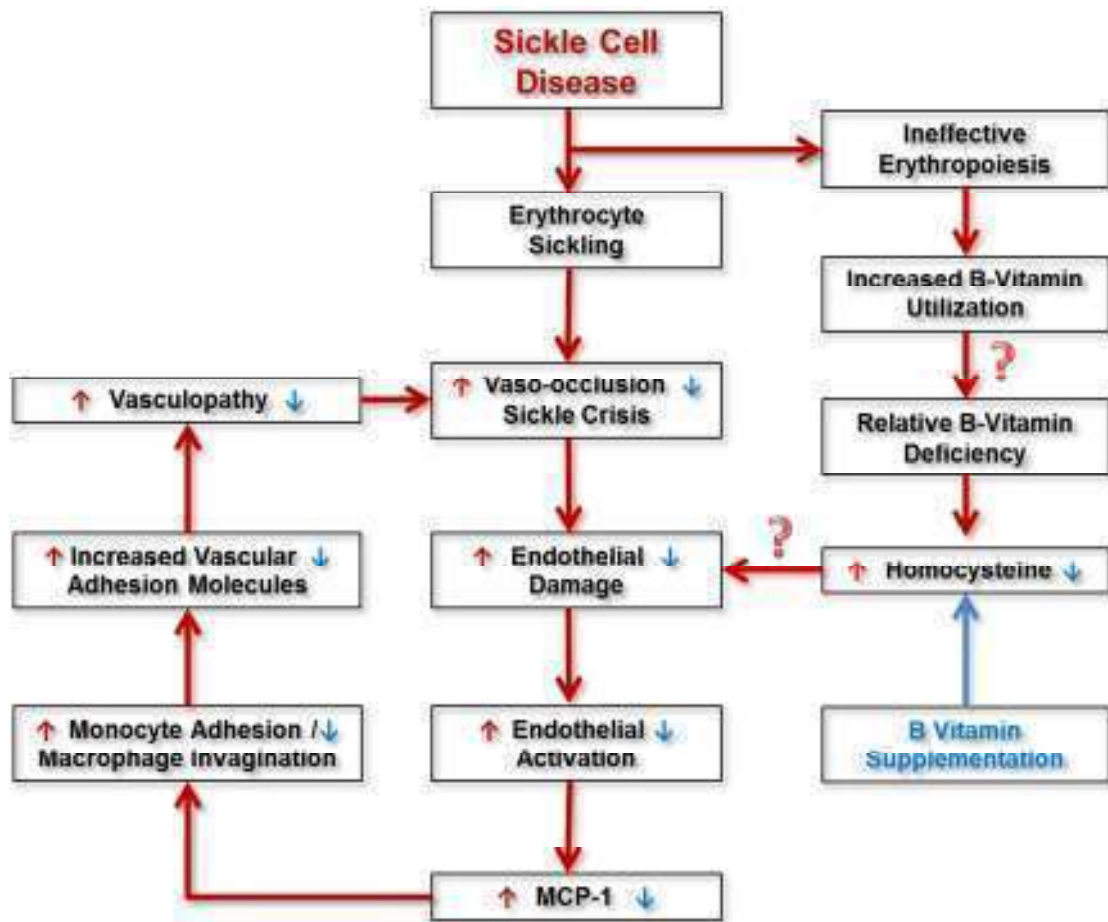 Sickle Cell
Disease
Ineffective
Erythropoiesis
Erythrocyte
Sickling
Increased B-Vitamin
Utilization
?
↑ Vasculopathy ↓
↑ Vaso-occlusion ↓
Sickle Crisis
Relative B-Vitamin
Deficiency
?
↑ Increased Vascular ↓
Adhesion Molecules
↑ Endothelial ↓
Damage
↑ Homocysteine ↓
↑ Monocyte Adhesion / ↓
Macrophage Invagination
↑ Endothelial ↓
Activation
B Vitamin
Supplementation
↑ MCP-1 ↓